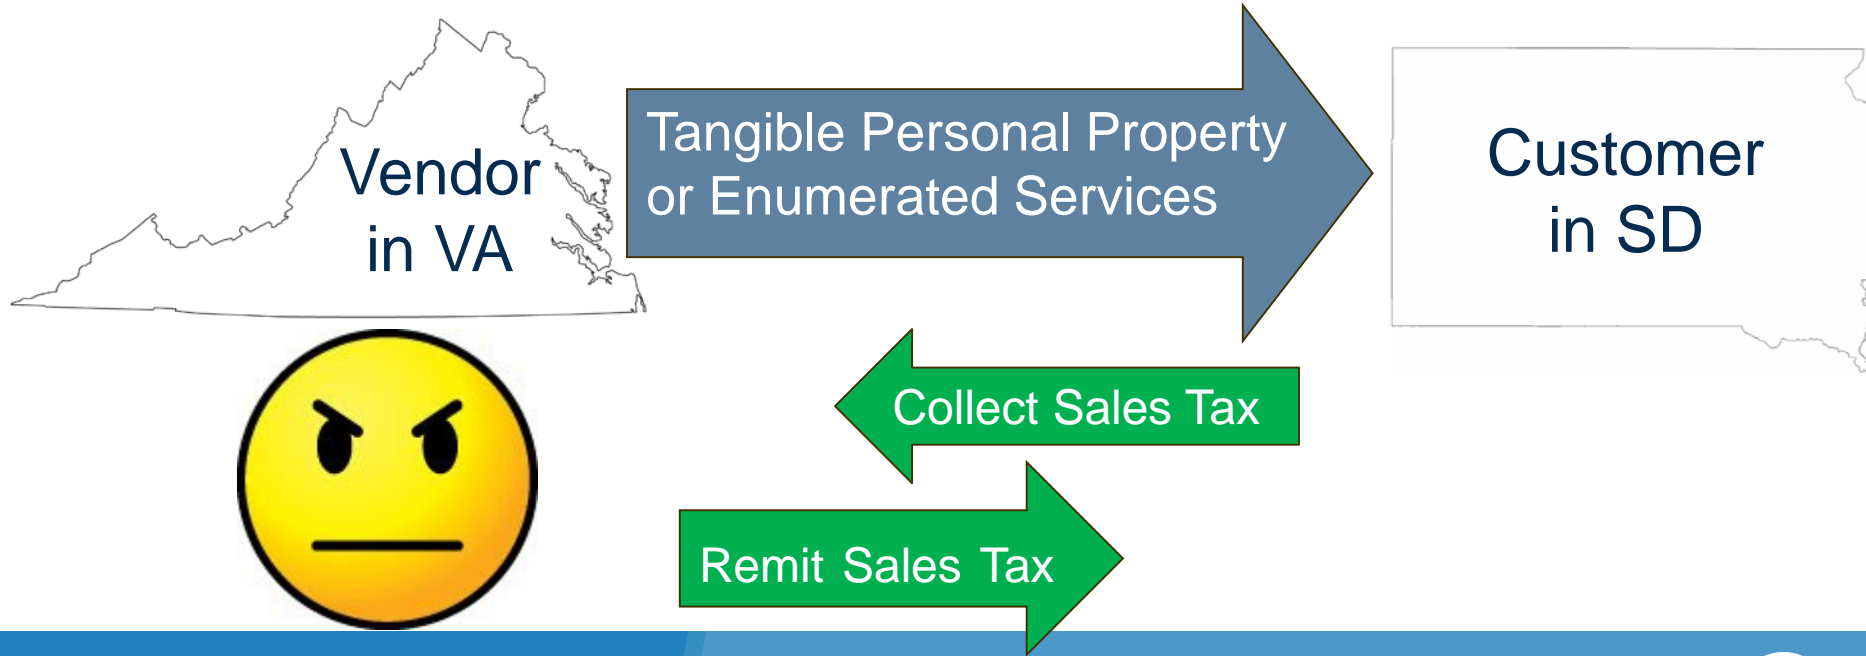 Vendor
in VA
Tangible Personal Property
or Enumerated Services
Customer
in SD
Collect Sales Tax
Remit Sales Tax